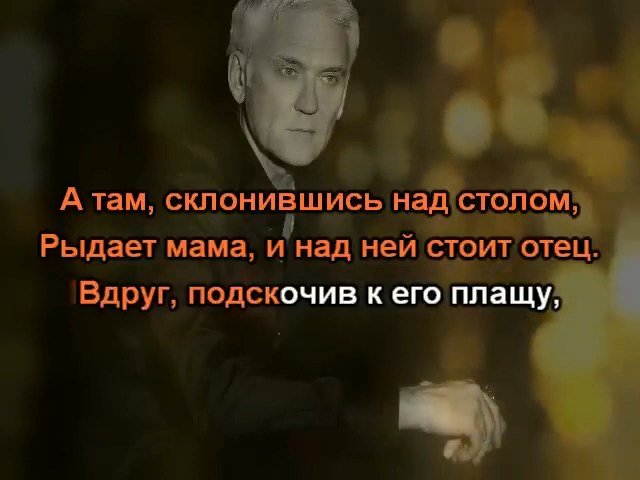 А там, склонившись над столом,
Рыдает мама, и над ней стоит отец.
Вдруг, подскочив к его плащу,